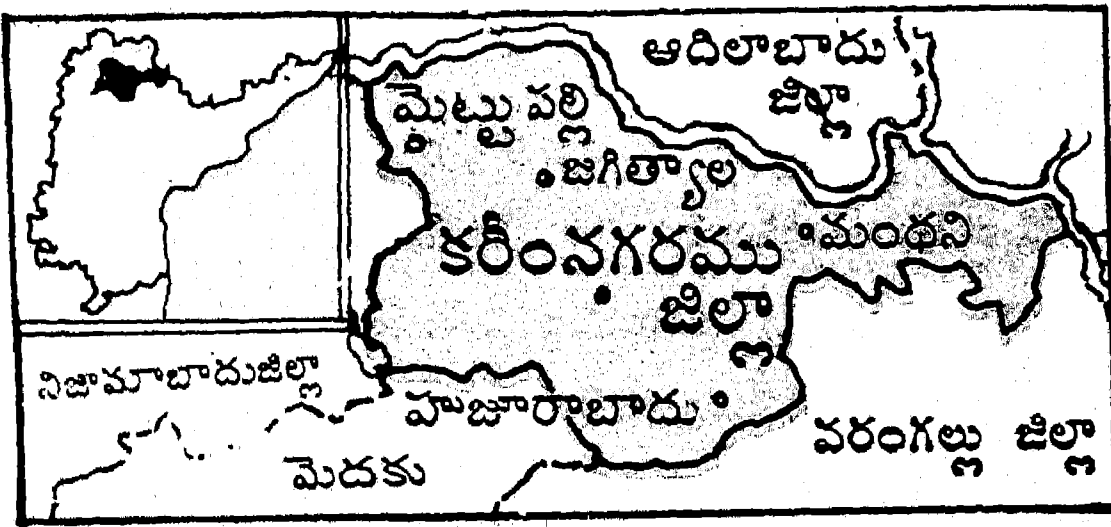 ఆదిలాబాదు
జిల్లా
మెట్టుపల్లి
జగిత్యాల
మంథని
కరీంనగరము
జిల్లా
నిజామాబాదుజిల్లా
హుజూరాబాదు
వరంగల్లు జిల్లా
మెదకు